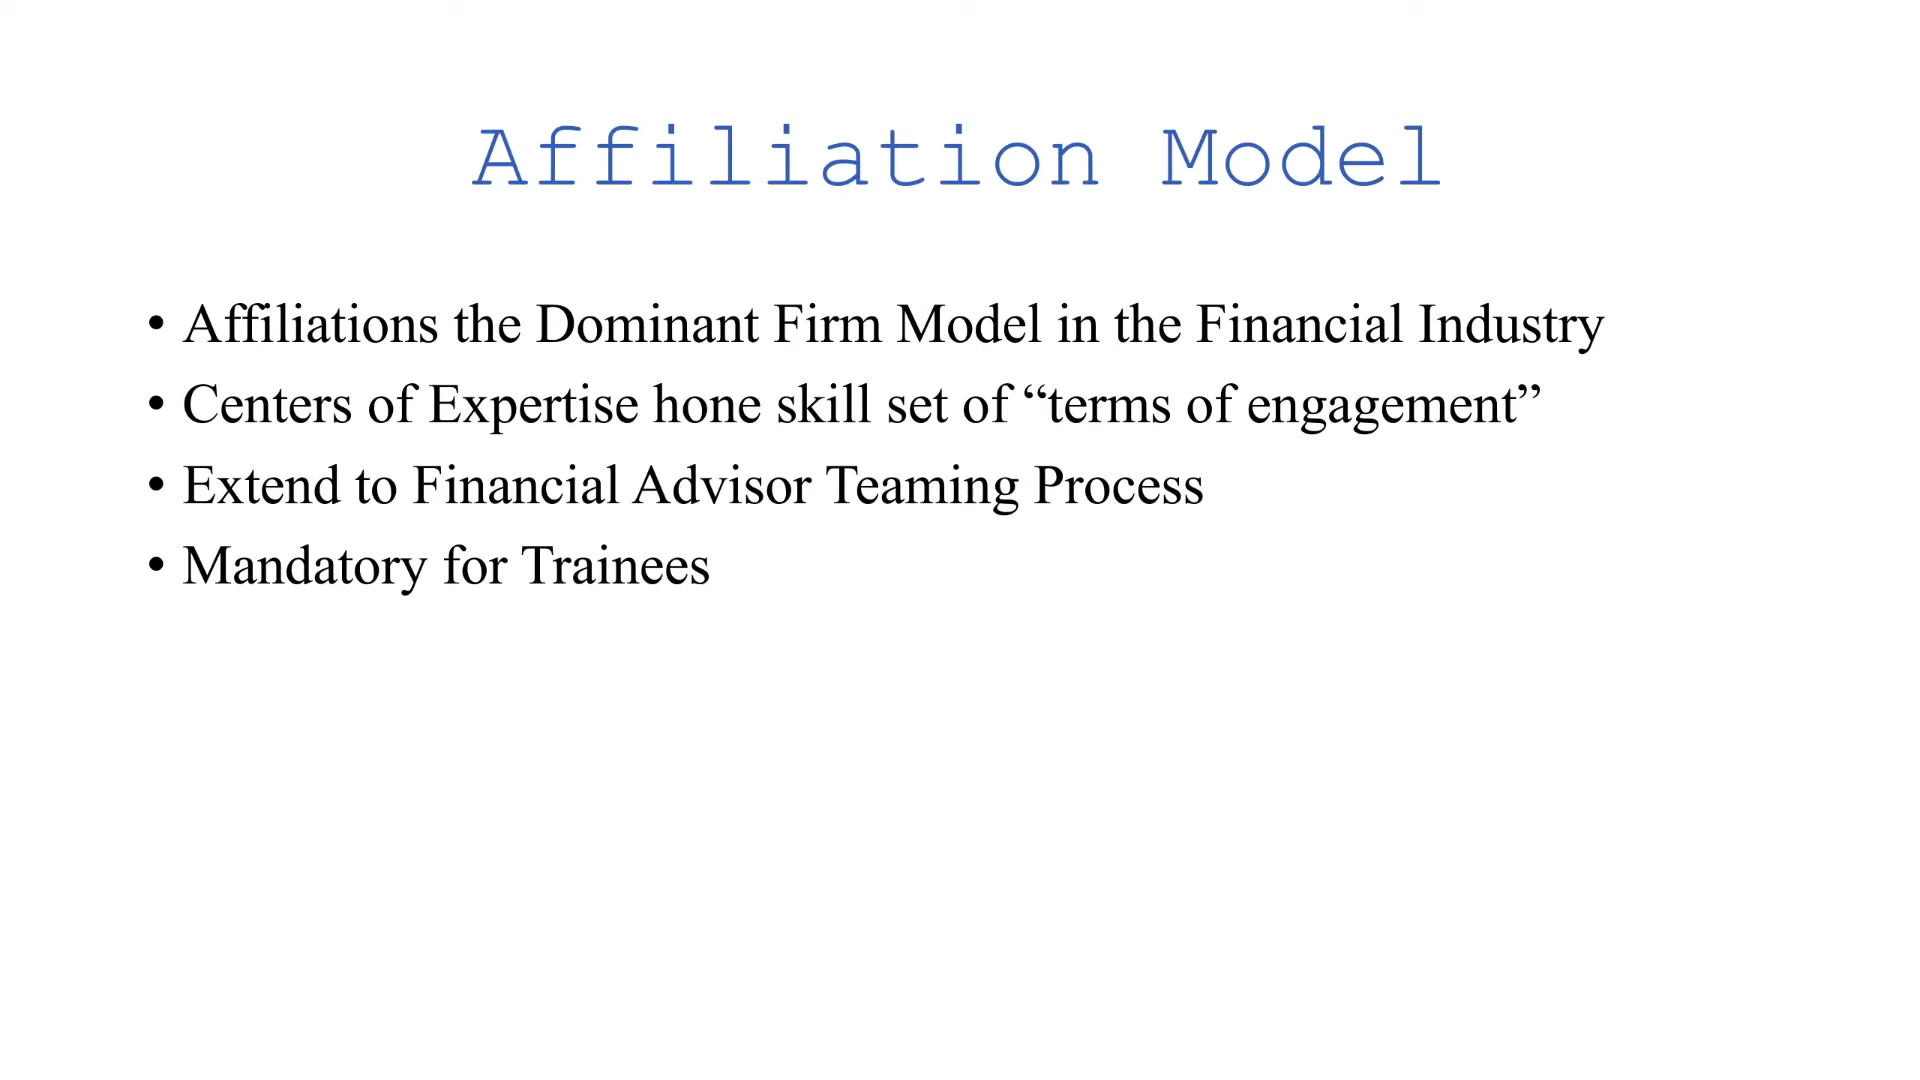 Affiliation Model
• Affiliations the Dominant Firm Model in the Financial Industry
• Centers of Expertise hone skill set of “terms of engagement”
• Extend to Financial Advisor Teaming Process
• Mandatory for Trainees